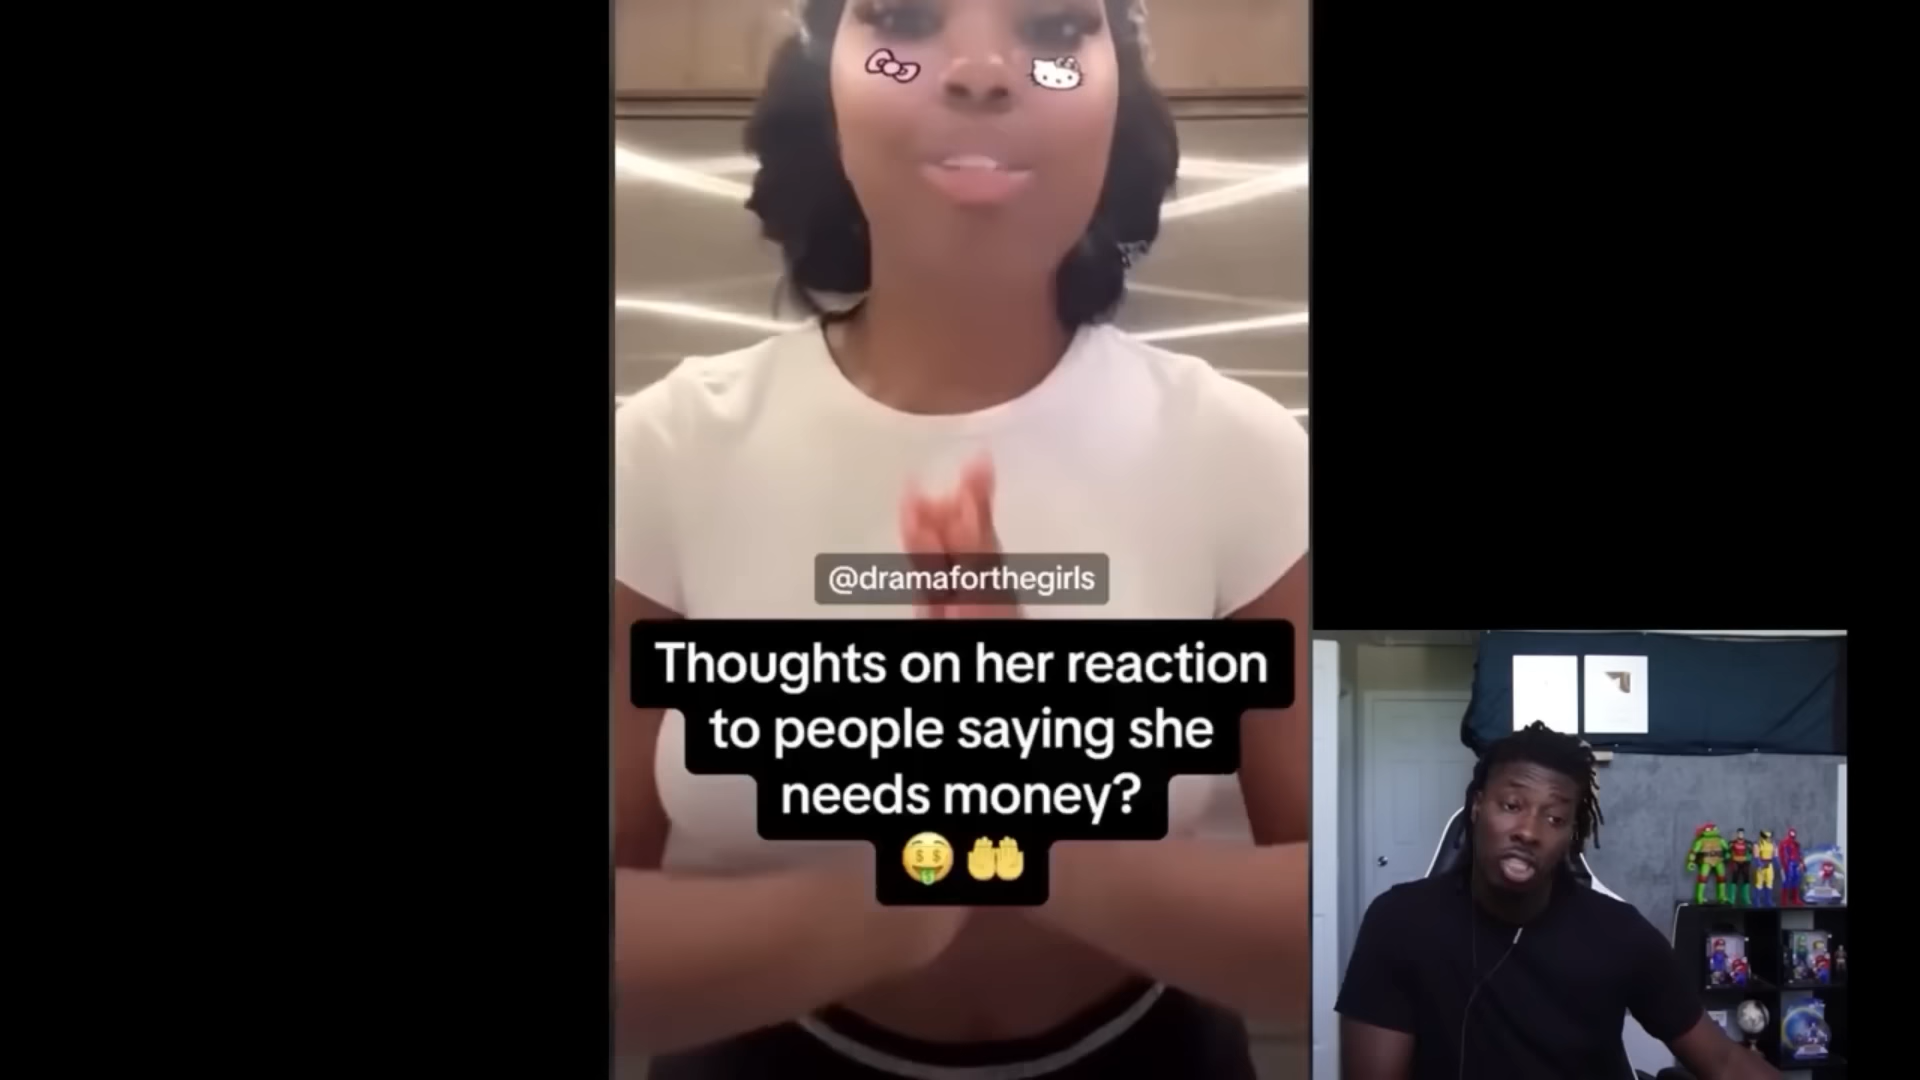 @dramaforthegirls
Thoughts on her reaction
to people saying she
needs money?
🤑🤲